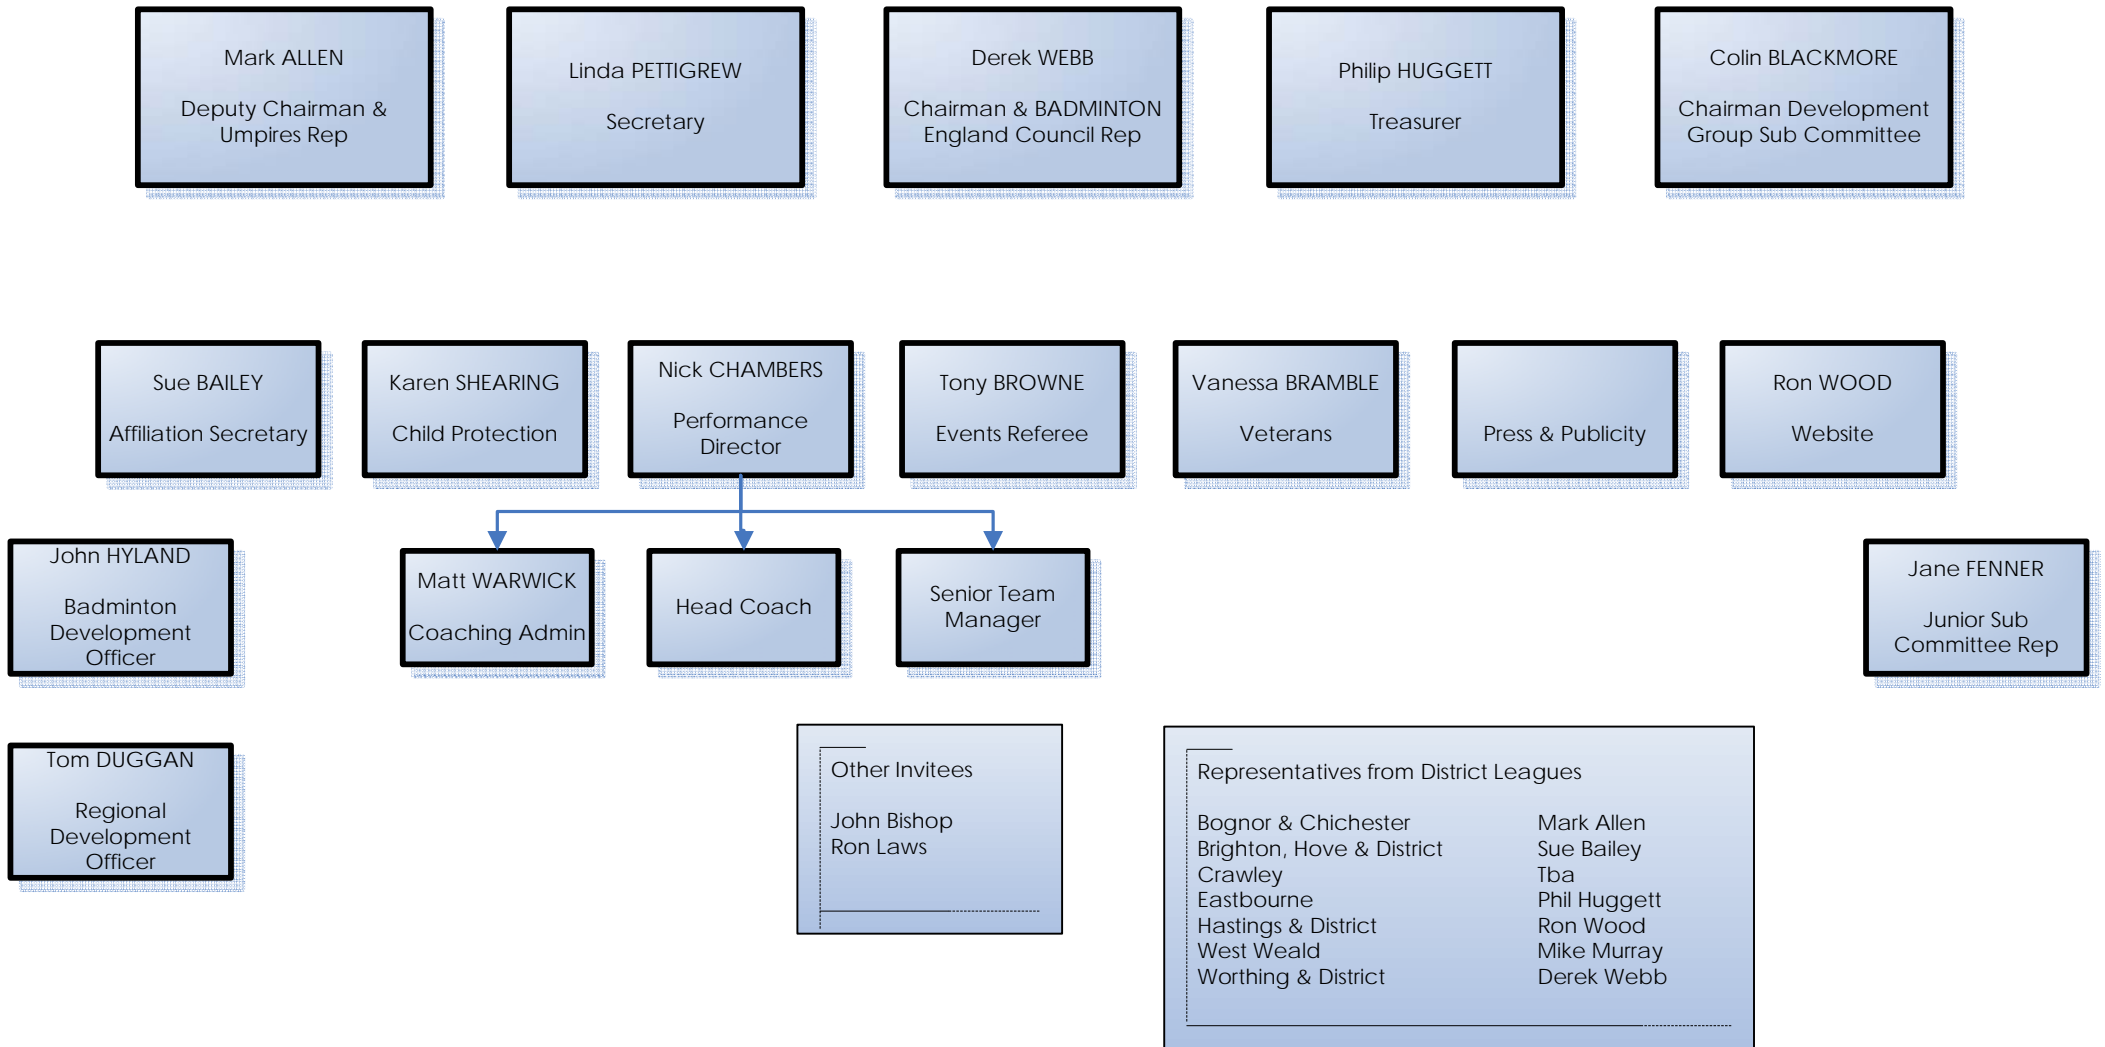 Mark ALLEN
Deputy Chairman &
Umpires Rep
Linda PETTIGREW
Secretary
Derek WEBB
Chairman & BADMINTON
England Council Rep
Philip HUGGETT
Treasurer
Colin BLACKMORE
Chairman Development
Group Sub Committee
Sue BAILEY
Affiliation Secretary
Karen SHEARING
Child Protection
Nick CHAMBERS
Performance
Director
Tony BROWNE
Events Referee
Vanessa BRAMBLE
Veterans
Press & Publicity
Ron WOOD
Website
John HYLAND
Badminton
Development
Officer
Matt WARWICK
Coaching Admin
Head Coach
Senior Team
Manager
Jane FENNER
Junior Sub
Committee Rep
Tom DUGGAN
Regional
Development
Officer
Other Invitees
John Bishop
Ron Laws
Representatives from District Leagues
Bognor & Chichester Mark Allen
Brighton, Hove & District Sue Bailey
Crawley Tba
Eastbourne Phil Huggett
Hastings & District Ron Wood
West Weald Mike Murray
Worthing & District Derek Webb